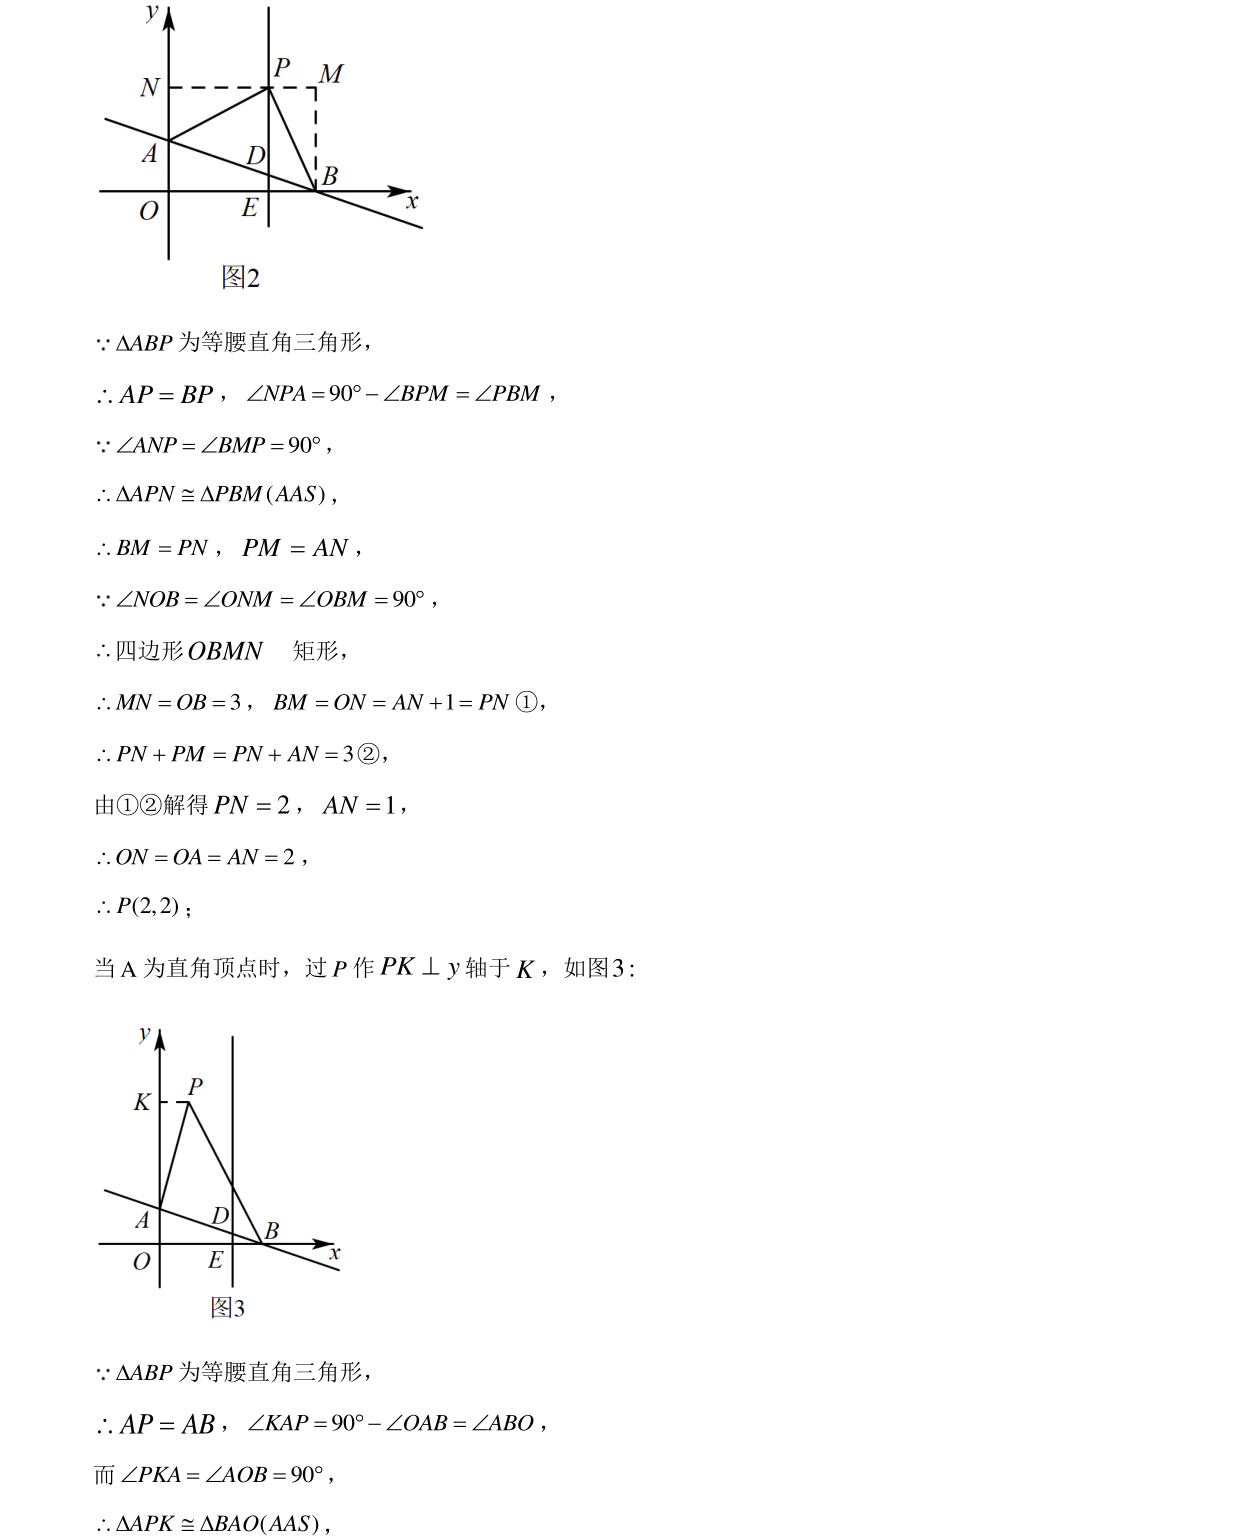 y
N
P
M
A
D
B
O
E
x
图2
∵ΔABP为等腰直角三角形，
∴AP=BP，∠NPA=90°−∠BPM=∠PBM，
∵∠ANP=∠BMP=90°，
∴ΔAPN≅ΔPBM(AAS)，
∴BM=PN，PM=AN，
∵∠NOB=∠ONM=∠OBM=90°，
∴四边形OBMN 矩形，
∴MN=OB=3，BM=ON=AN+1=PN①，
∴PN+PM=PN+AN=3②，
由①②解得PN=2，AN=1，
∴ON=OA=AN=2，
∴P(2,2)；
当A为直角顶点时，过P作PK⊥y轴于K，如图3:
y
K
P
A
D
B
O
E
x
图3
∵ΔABP为等腰直角三角形，
∴AP=AB，∠KAP=90°−∠OAB=∠ABO，
而∠PKA=∠AOB=90°，
∴ΔAPK≅ΔBAO(AAS)，